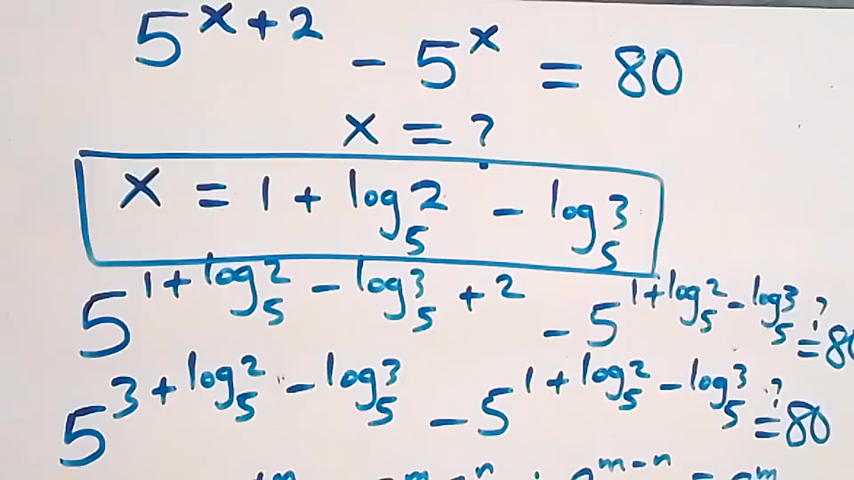 5^{x+2} - 5^x = 80
x = ?
x = 1 + log_5 2 - log_5 3
5^{1 + log_5 2 - log_5 3 + 2} - 5^{1 + log_5 2 - log_5 3} ?= 80
5^{3 + log_5 2 - log_5 3} - 5^{1 + log_5 2 - log_5 3} ?= 80